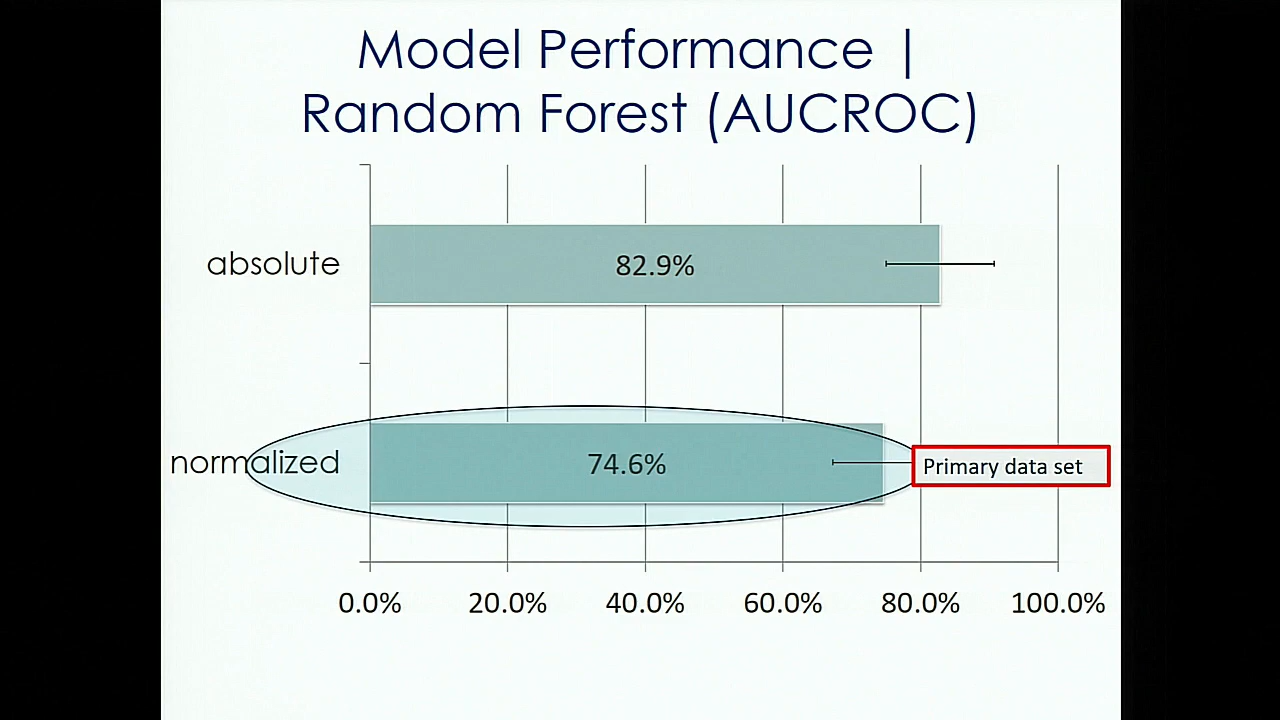 Model Performance |
Random Forest (AUCROC)
absolute
82.9%
normalized
74.6%
Primary data set
0.0% 20.0% 40.0% 60.0% 80.0% 100.0%